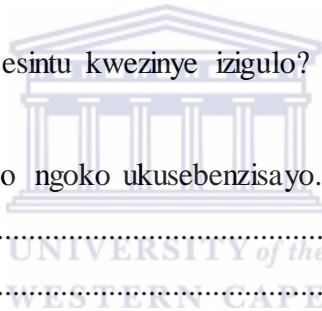 esintu kwezinye izigulo?
o ngoko ukusebenzisayo.
....................................................
UNIVERSITY of the
....................................................
WESTERN CAPE